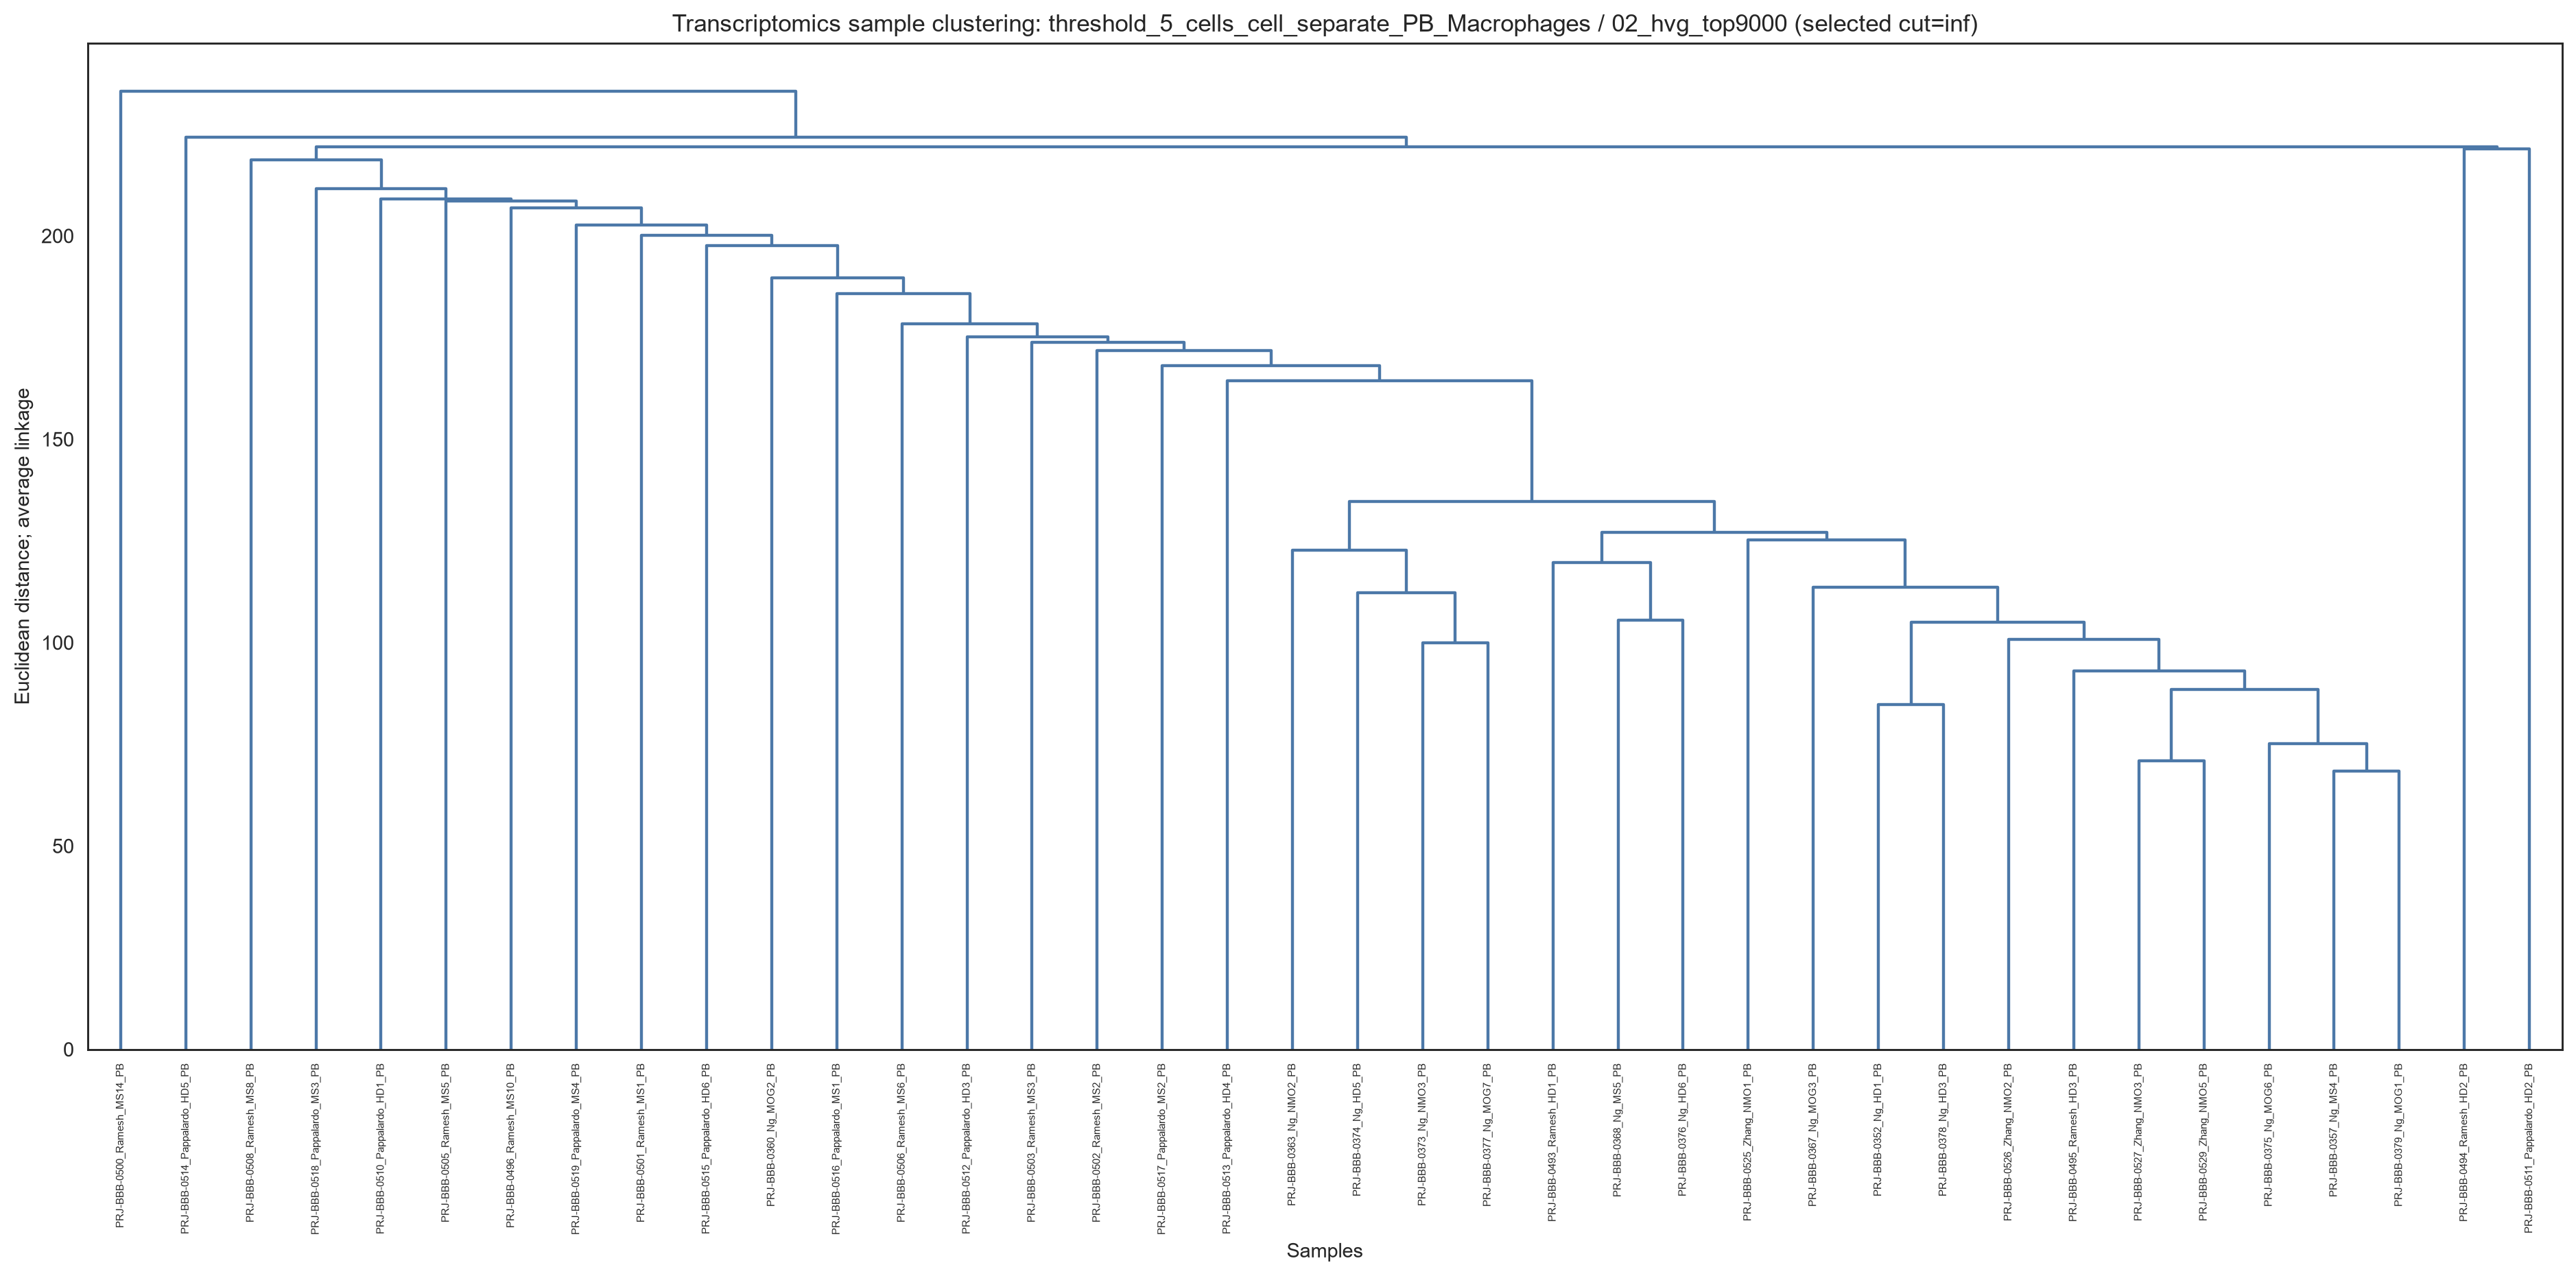 Transcriptomics sample clustering: threshold_5_cells_cell_separate_PB_Macrophages / 02_hvg_top9000 (selected cut=inf)
Euclidean distance; average linkage
200
150
100
50
0
PRJ-BBB-0500_Ramesh_MS14_PB
PRJ-BBB-0514_Pappalardo_HD5_PB
PRJ-BBB-0508_Ramesh_MS8_PB
PRJ-BBB-0518_Pappalardo_MS3_PB
PRJ-BBB-0510_Pappalardo_HD1_PB
PRJ-BBB-0505_Ramesh_MS5_PB
PRJ-BBB-0496_Ramesh_MS10_PB
PRJ-BBB-0519_Pappalardo_MS4_PB
PRJ-BBB-0501_Ramesh_MS1_PB
PRJ-BBB-0515_Pappalardo_HD6_PB
PRJ-BBB-0360_Ng_MOG2_PB
PRJ-BBB-0516_Pappalardo_MS1_PB
PRJ-BBB-0506_Ramesh_MS6_PB
PRJ-BBB-0512_Pappalardo_HD3_PB
PRJ-BBB-0503_Ramesh_MS3_PB
PRJ-BBB-0502_Ramesh_MS2_PB
PRJ-BBB-0517_Pappalardo_MS2_PB
PRJ-BBB-0513_Pappalardo_HD4_PB
PRJ-BBB-0363_Ng_NMO2_PB
PRJ-BBB-0374_Ng_HD5_PB
PRJ-BBB-0373_Ng_NMO3_PB
PRJ-BBB-0377_Ng_MOG7_PB
PRJ-BBB-0493_Ramesh_HD1_PB
PRJ-BBB-0368_Ng_MS5_PB
PRJ-BBB-0376_Ng_HD6_PB
PRJ-BBB-0525_Zhang_NMO1_PB
PRJ-BBB-0367_Ng_MOG3_PB
PRJ-BBB-0352_Ng_HD1_PB
PRJ-BBB-0378_Ng_HD3_PB
PRJ-BBB-0526_Zhang_NMO2_PB
PRJ-BBB-0495_Ramesh_HD3_PB
PRJ-BBB-0527_Zhang_NMO3_PB
PRJ-BBB-0529_Zhang_NMO5_PB
PRJ-BBB-0375_Ng_MOG6_PB
PRJ-BBB-0357_Ng_MS4_PB
PRJ-BBB-0379_Ng_MOG1_PB
PRJ-BBB-0494_Ramesh_HD2_PB
PRJ-BBB-0511_Pappalardo_HD2_PB
Samples